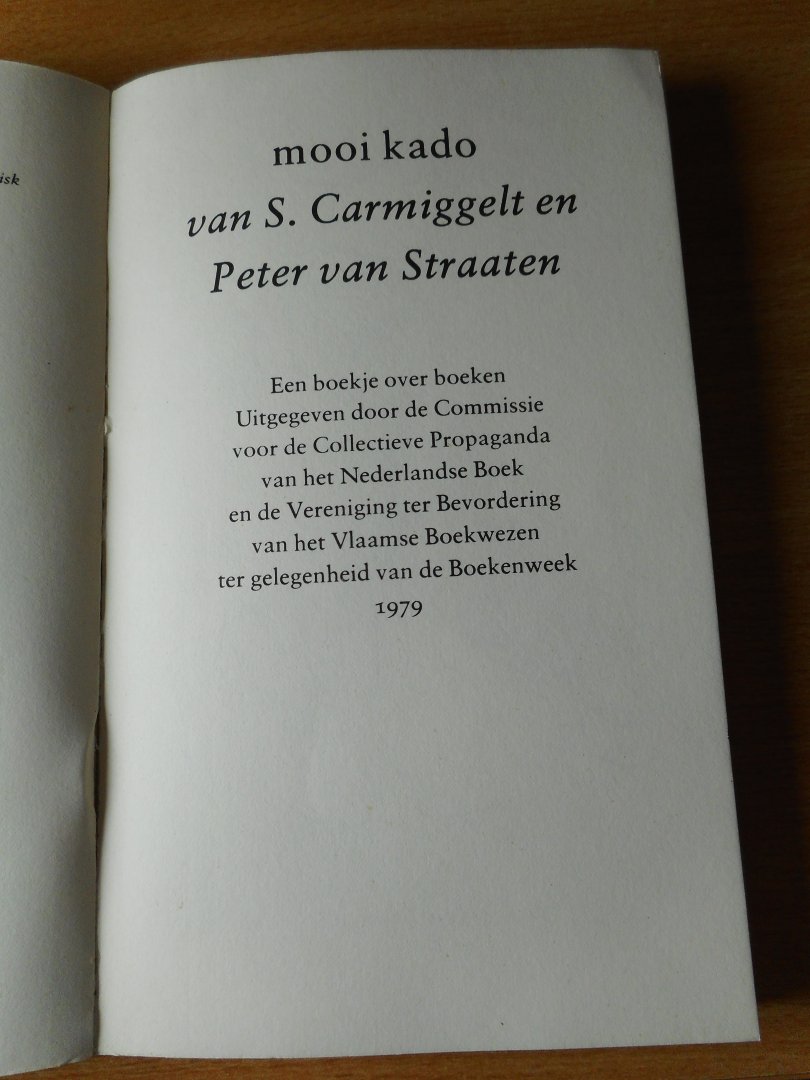 mooi kado
van S. Carmiggelt en
Peter van Straaten
Een boekje over boeken
Uitgegeven door de Commissie
voor de Collectieve Propaganda
van het Nederlandse Boek
en de Vereniging ter Bevordering
van het Vlaamse Boekwezen
ter gelegenheid van de Boekenweek
1979